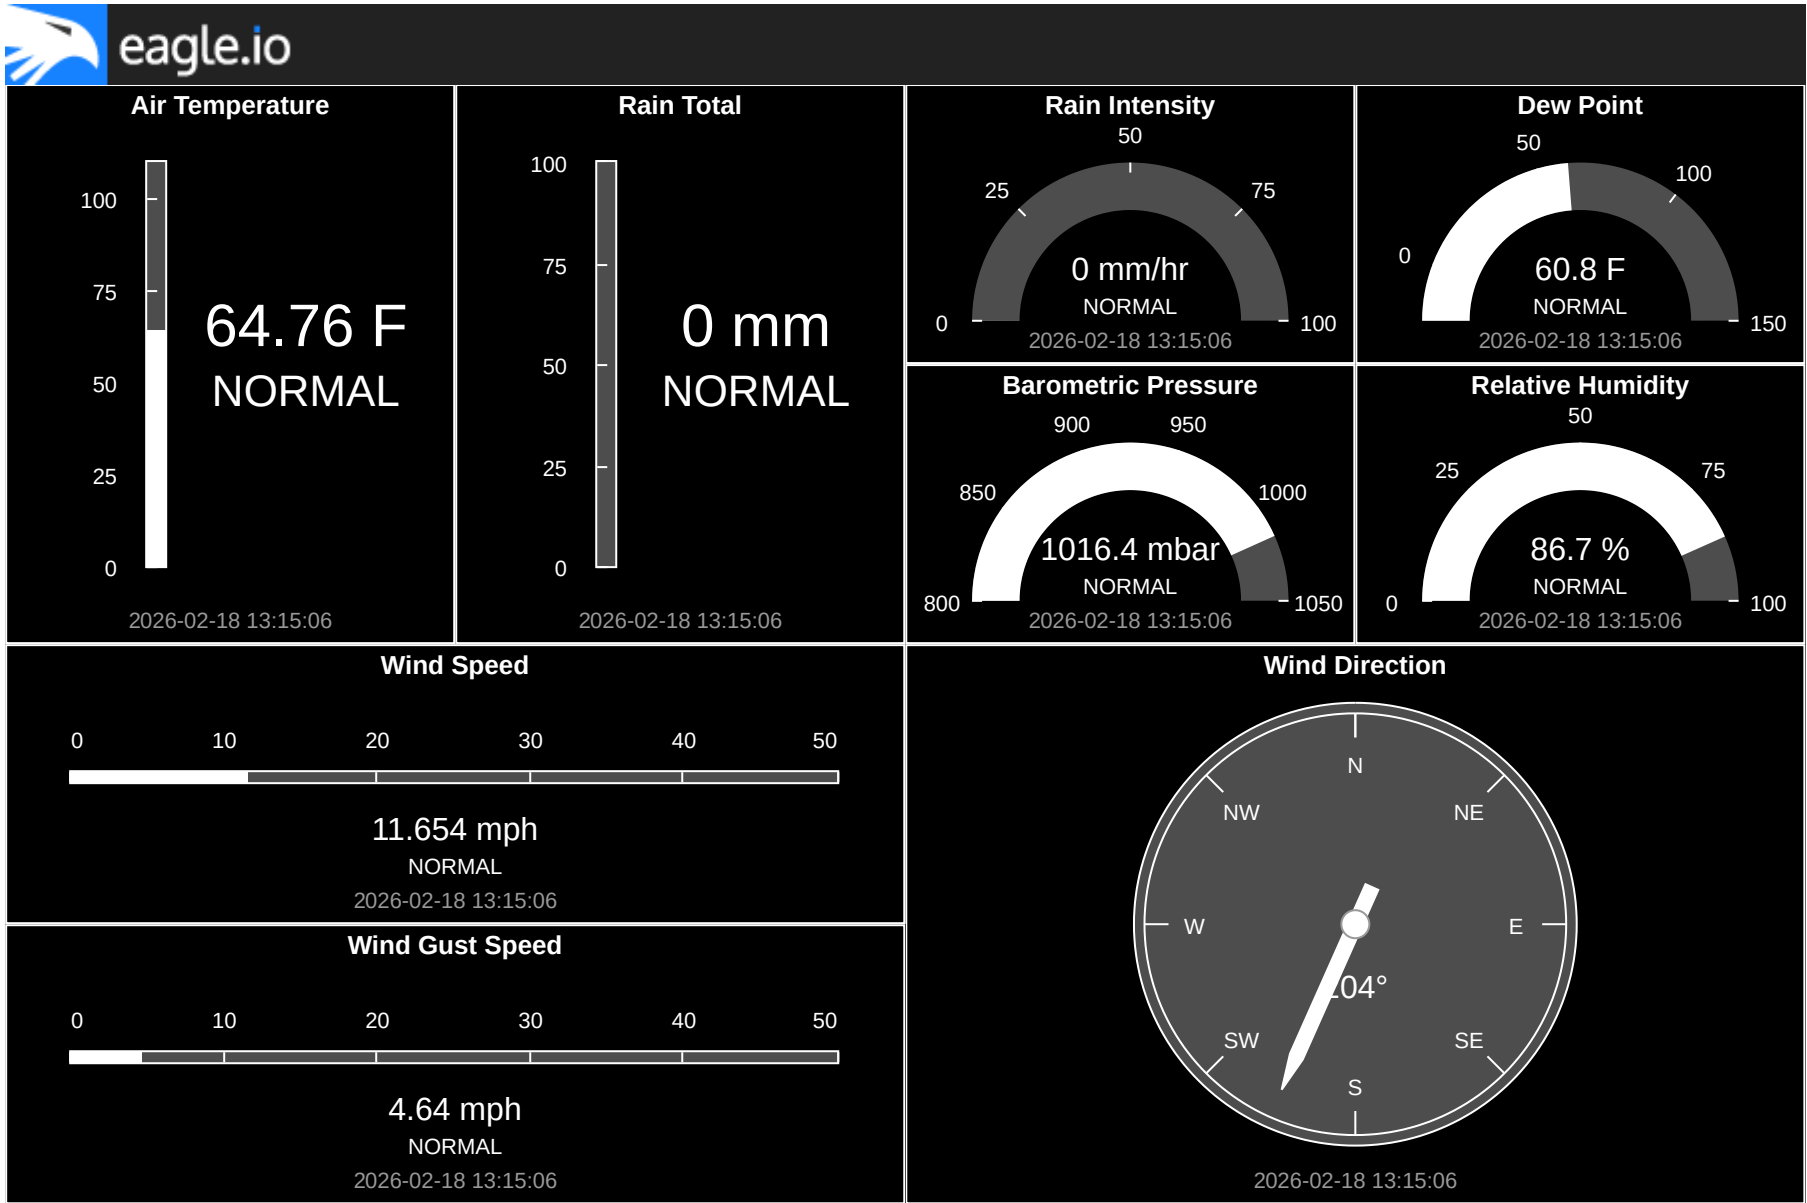 eagle.io
Air Temperature
100
75
50
25
0
64.76 F
NORMAL
2026-02-18 13:15:06
Rain Total
100
75
50
25
0
0 mm
NORMAL
2026-02-18 13:15:06
Rain Intensity
0
25
50
75
100
0 mm/hr
NORMAL
2026-02-18 13:15:06
Dew Point
0
50
100
150
60.8 F
NORMAL
2026-02-18 13:15:06
Barometric Pressure
800
850
900
950
1000
1050
1016.4 mbar
NORMAL
2026-02-18 13:15:06
Relative Humidity
0
25
50
75
100
86.7 %
NORMAL
2026-02-18 13:15:06
Wind Speed
0 10 20 30 40 50
11.654 mph
NORMAL
2026-02-18 13:15:06
Wind Gust Speed
0 10 20 30 40 50
4.64 mph
NORMAL
2026-02-18 13:15:06
Wind Direction
N
NW NE
W E
SW SE
S
2026-02-18 13:15:06